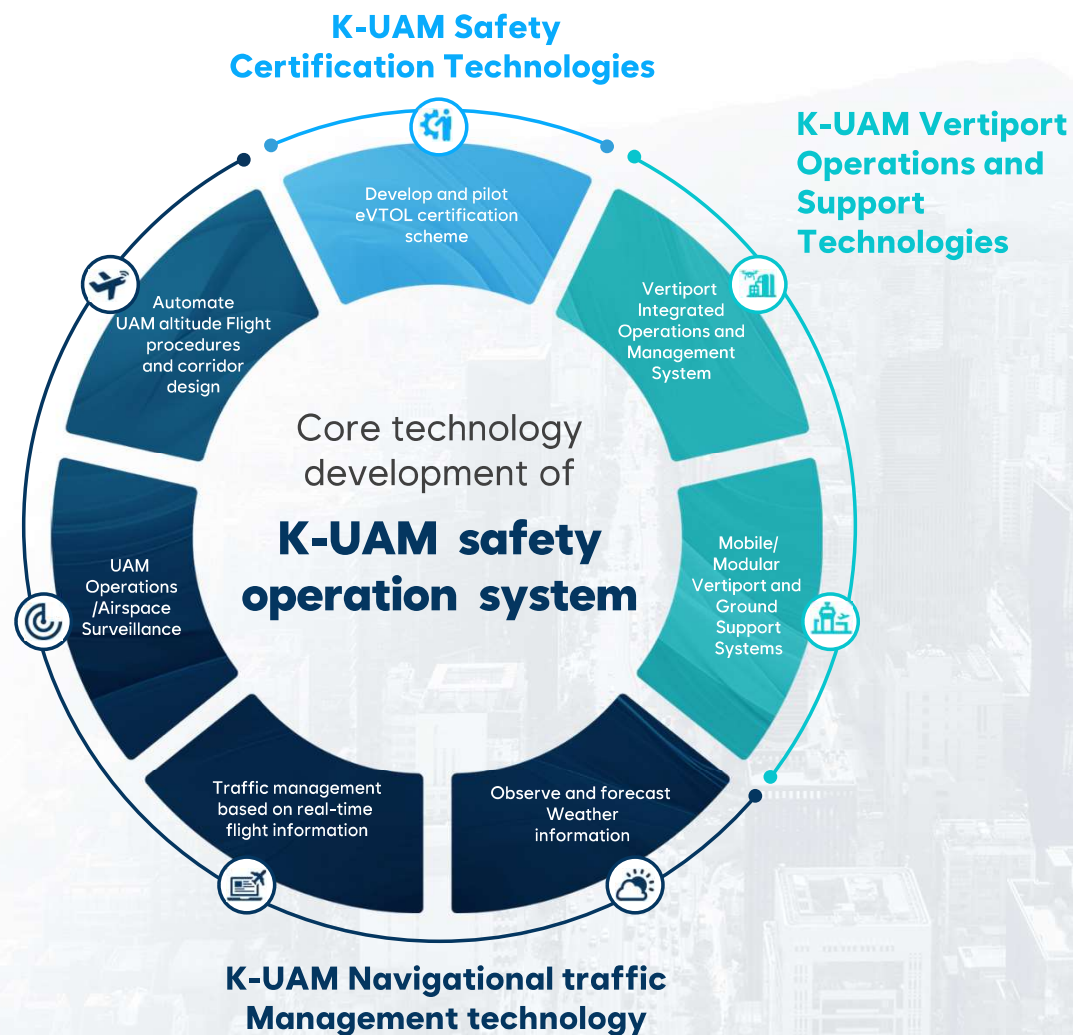 K-UAM Safety
Certification Technologies
K-UAM Vertiport
Operations and
Support
Technologies
Develop and pilot
eVTOL certification
scheme
Vertiport
Integrated
Operations and
Management
System
Mobile/
Modular
Vertiport and
Ground
Support
Systems
Observe and forecast
Weather
information
Traffic management
based on real-time
flight information
UAM
Operations
/Airspace
Surveillance
Automate
UAM altitude Flight
procedures
and corridor
design
Core technology
development of
K-UAM safety
operation system
K-UAM Navigational traffic
Management technology